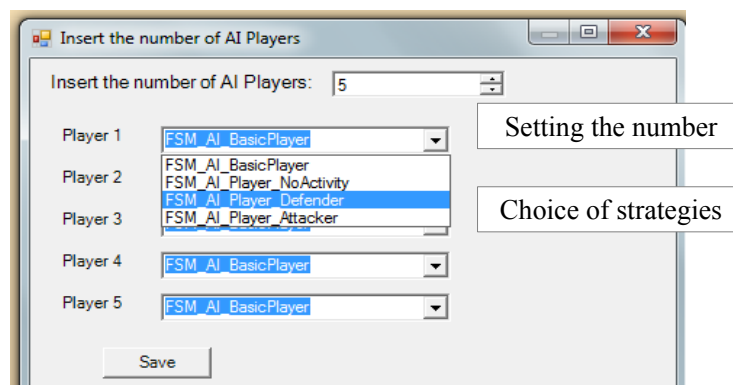 Insert the number of AI Players
Insert the number of AI Players: 5
Setting the number
Player 1 FSM_AI_BasicPlayer
FSM_AI_BasicPlayer
Player 2 FSM_AI_Player_NoActivity
FSM_AI_Player_Defender
Choice of strategies
Player 3 FSM_AI_Player_Attacker
Player 4 FSM_AI_BasicPlayer
Player 5 FSM_AI_BasicPlayer
Save